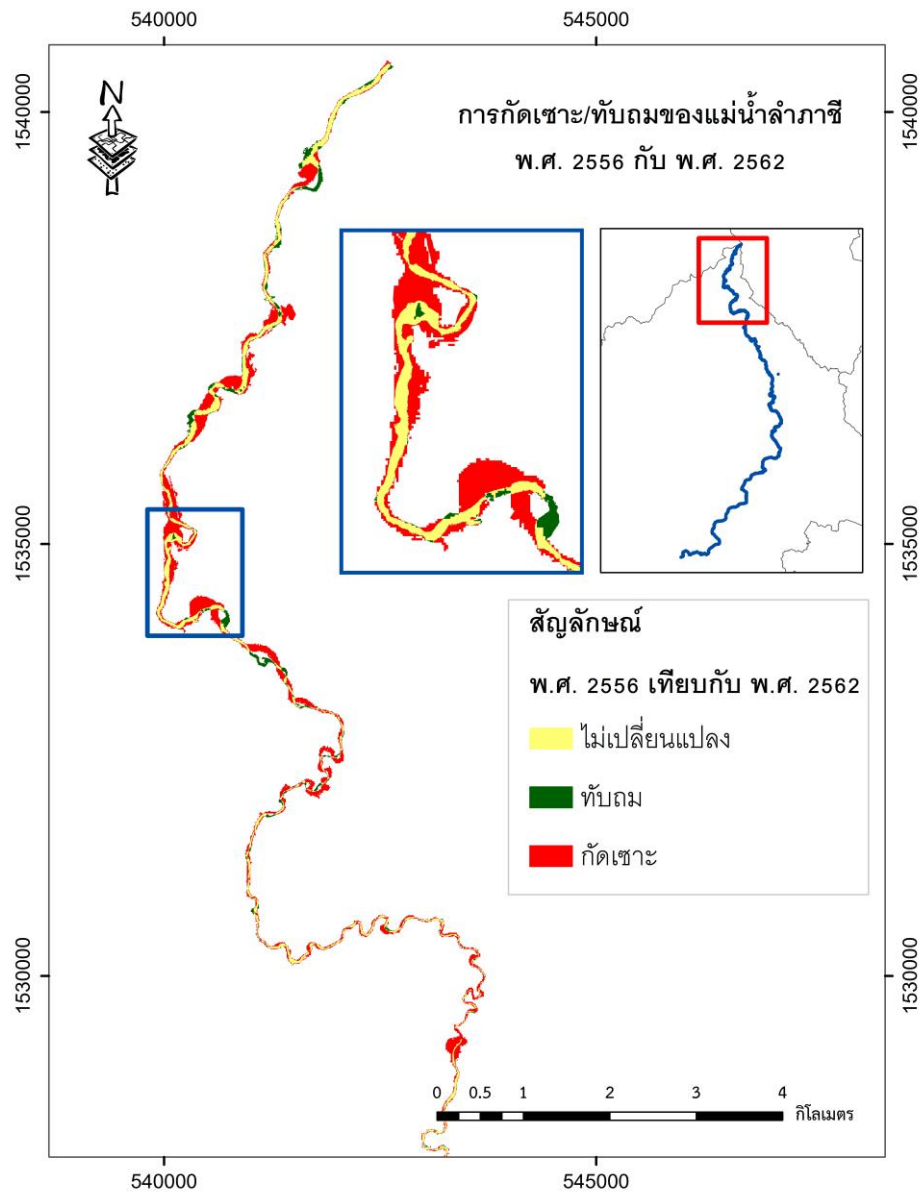 540000
545000
1540000
1540000
N
การกัดเซาะ/ทับถมของแม่น้ำลำภาชี
พ.ศ. 2556 กับ พ.ศ. 2562
1535000
1535000
สัญลักษณ์
พ.ศ. 2556 เทียบกับ พ.ศ. 2562
ไม่เปลี่ยนแปลง
ทับถม
กัดเซาะ
1530000
1530000
0 0.5 1 2 3 4
กิโลเมตร
540000
545000